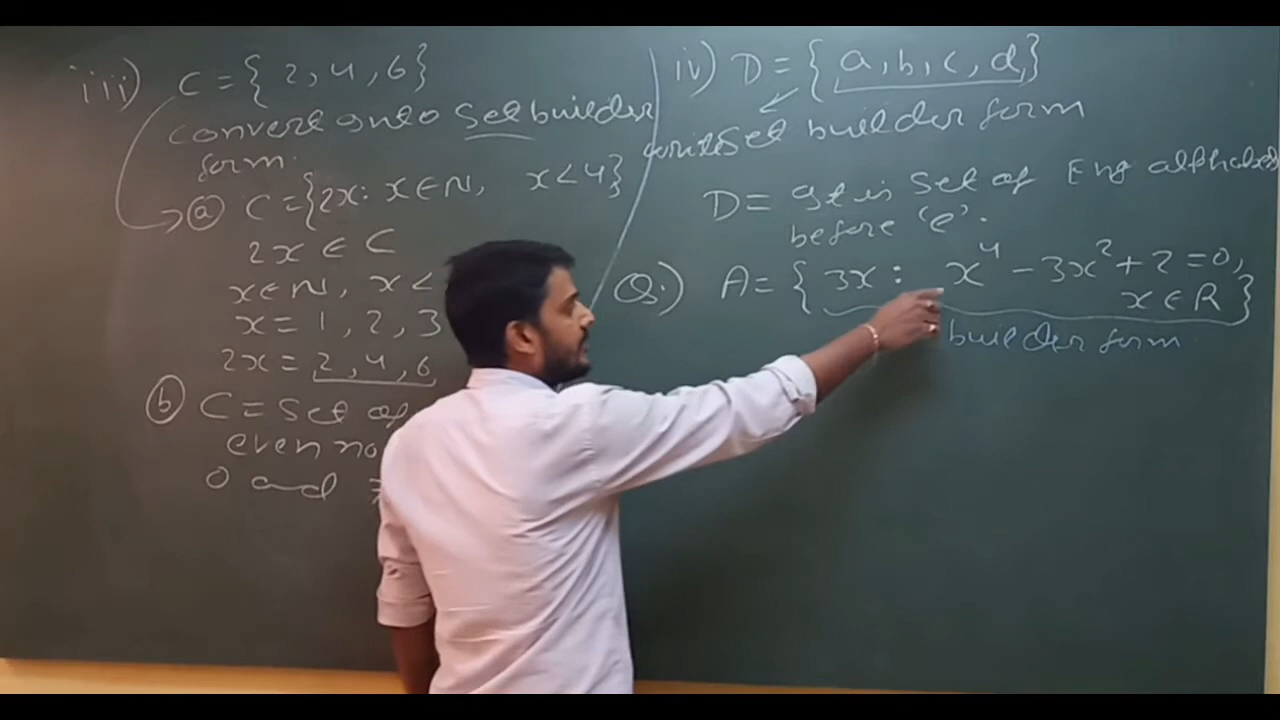 iii) C = {2, 4, 6}
convert onto Set builder
form.
(a) C = {2x : x ∈ N, x < 4}
2x ∈ C
x ∈ N, x <
x = 1, 2, 3
2x = 2, 4, 6
(b) C = Set of
even no
0 and
iv) D = {a, b, c, d,}
write Set builder form
D = It is Set of Eng alphabets
before 'e'.
Q.) A = {3x : x⁴ - 3x² + 2 = 0,
x ∈ R}
builder form